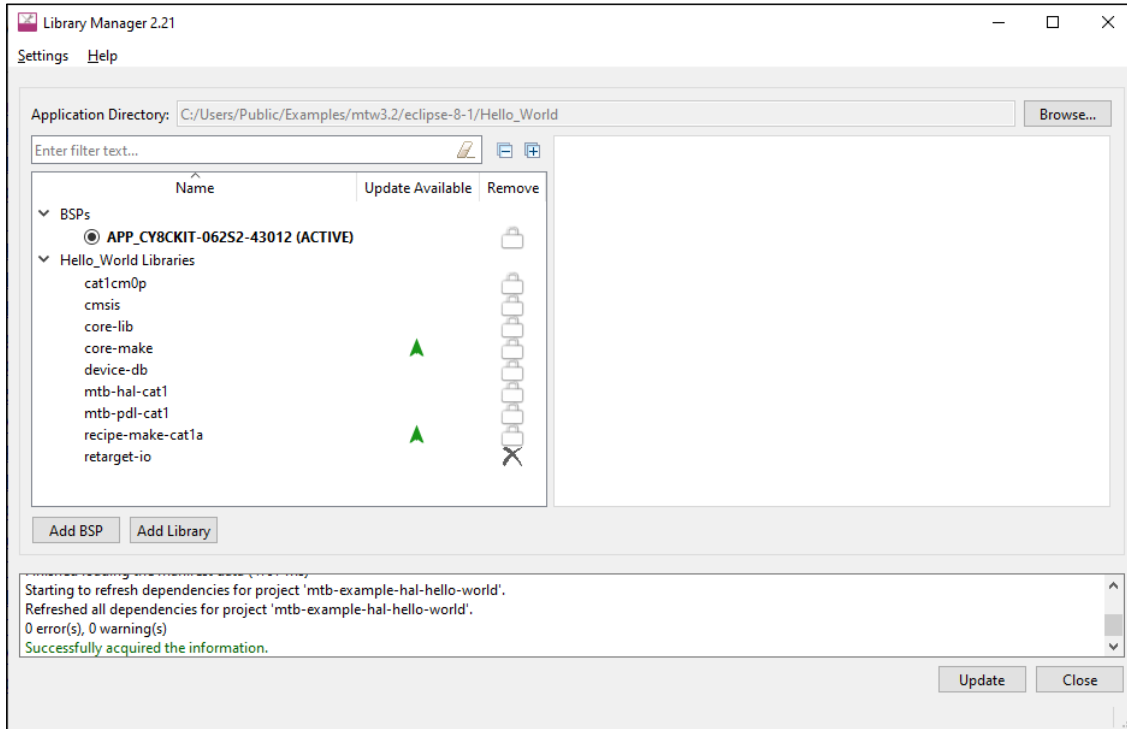 Library Manager 2.21
Settings Help
Application Directory: C:/Users/Public/Examples/mtw3.2/eclipse-8-1/Hello_World Browse...
Enter filter text...
Name Update Available Remove
BSPs
APP_CY8CKIT-062S2-43012 (ACTIVE)
Hello_World Libraries
cat1cm0p
cmsis
core-lib
core-make
device-db
mtb-hal-cat1
mtb-pdl-cat1
recipe-make-cat1a
retarget-io
Add BSP Add Library
Starting to refresh dependencies for project 'mtb-example-hal-hello-world'.
Refreshed all dependencies for project 'mtb-example-hal-hello-world'.
0 error(s), 0 warning(s)
Successfully acquired the information.
Update Close